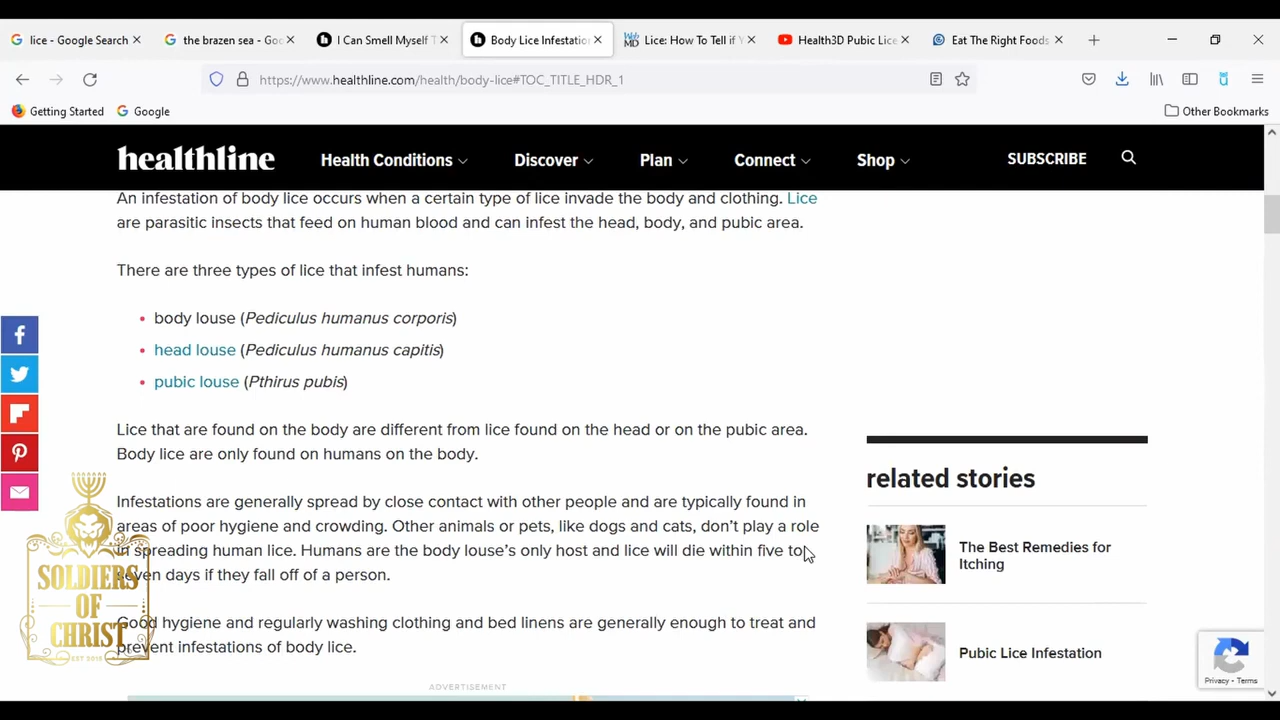 lice - Google Search
the brazen sea - Goo
I Can Smell Myself T
Body Lice Infestatio
WebMD
Lice: How To Tell if Y
Health3D Pubic Lice
Eat The Right Foods
https://www.healthline.com/health/body-lice#TOC_TITLE_HDR_1
Getting Started
Google
Other Bookmarks
healthline
Health Conditions
Discover
Plan
Connect
Shop
SUBSCRIBE
An infestation of body lice occurs when a certain type of lice invade the body and clothing. Lice
are parasitic insects that feed on human blood and can infest the head, body, and pubic area.
There are three types of lice that infest humans:
• body louse (Pediculus humanus corporis)
• head louse (Pediculus humanus capitis)
• pubic louse (Pthirus pubis)
Lice that are found on the body are different from lice found on the head or on the pubic area.
Body lice are only found on humans on the body.
Infestations are generally spread by close contact with other people and are typically found in
areas of poor hygiene and crowding. Other animals or pets, like dogs and cats, don't play a role
in spreading human lice. Humans are the body louse's only host and lice will die within five to
seven days if they fall off of a person.
Good hygiene and regularly washing clothing and bed linens are generally enough to treat and
prevent infestations of body lice.
ADVERTISEMENT
related stories
The Best Remedies for
Itching
Pubic Lice Infestation
Privacy - Terms
SOLDIERS
OF
CHRIST
EST 2015